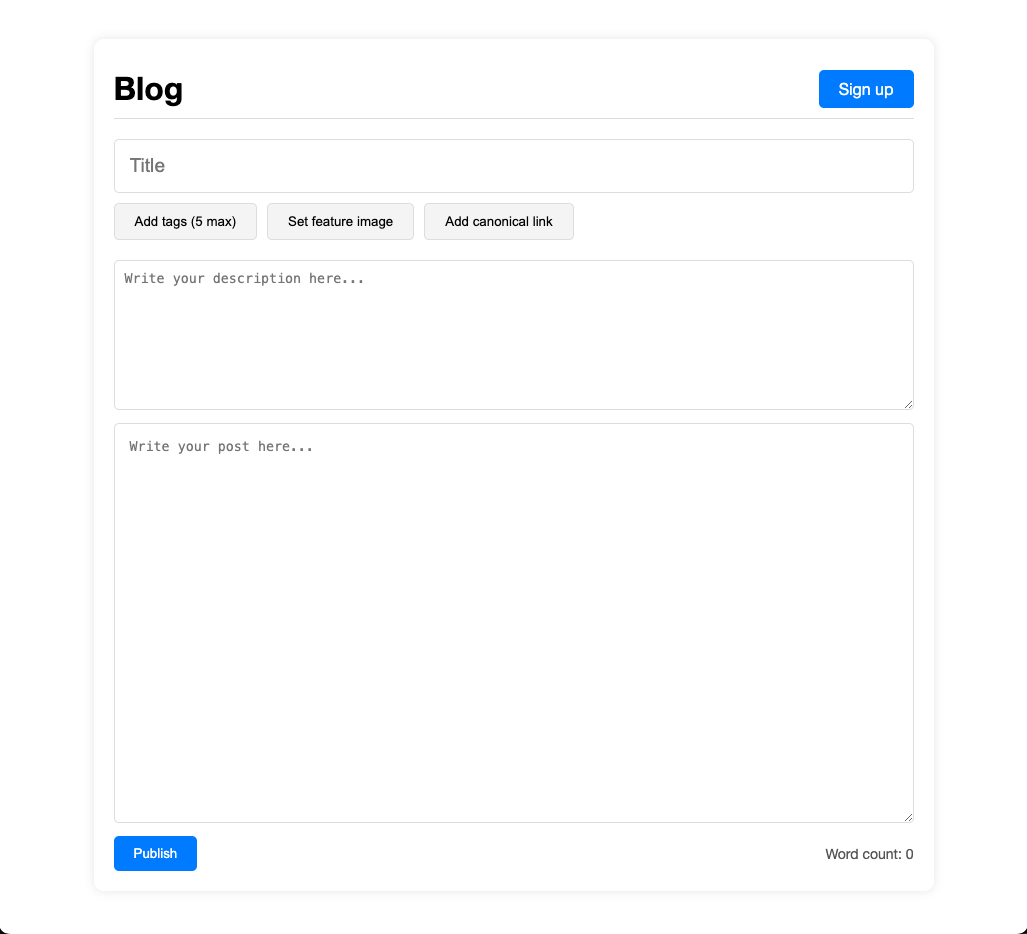 Blog
Sign up
Title
Add tags (5 max)
Set feature image
Add canonical link
Write your description here...
Write your post here...
Publish
Word count: 0